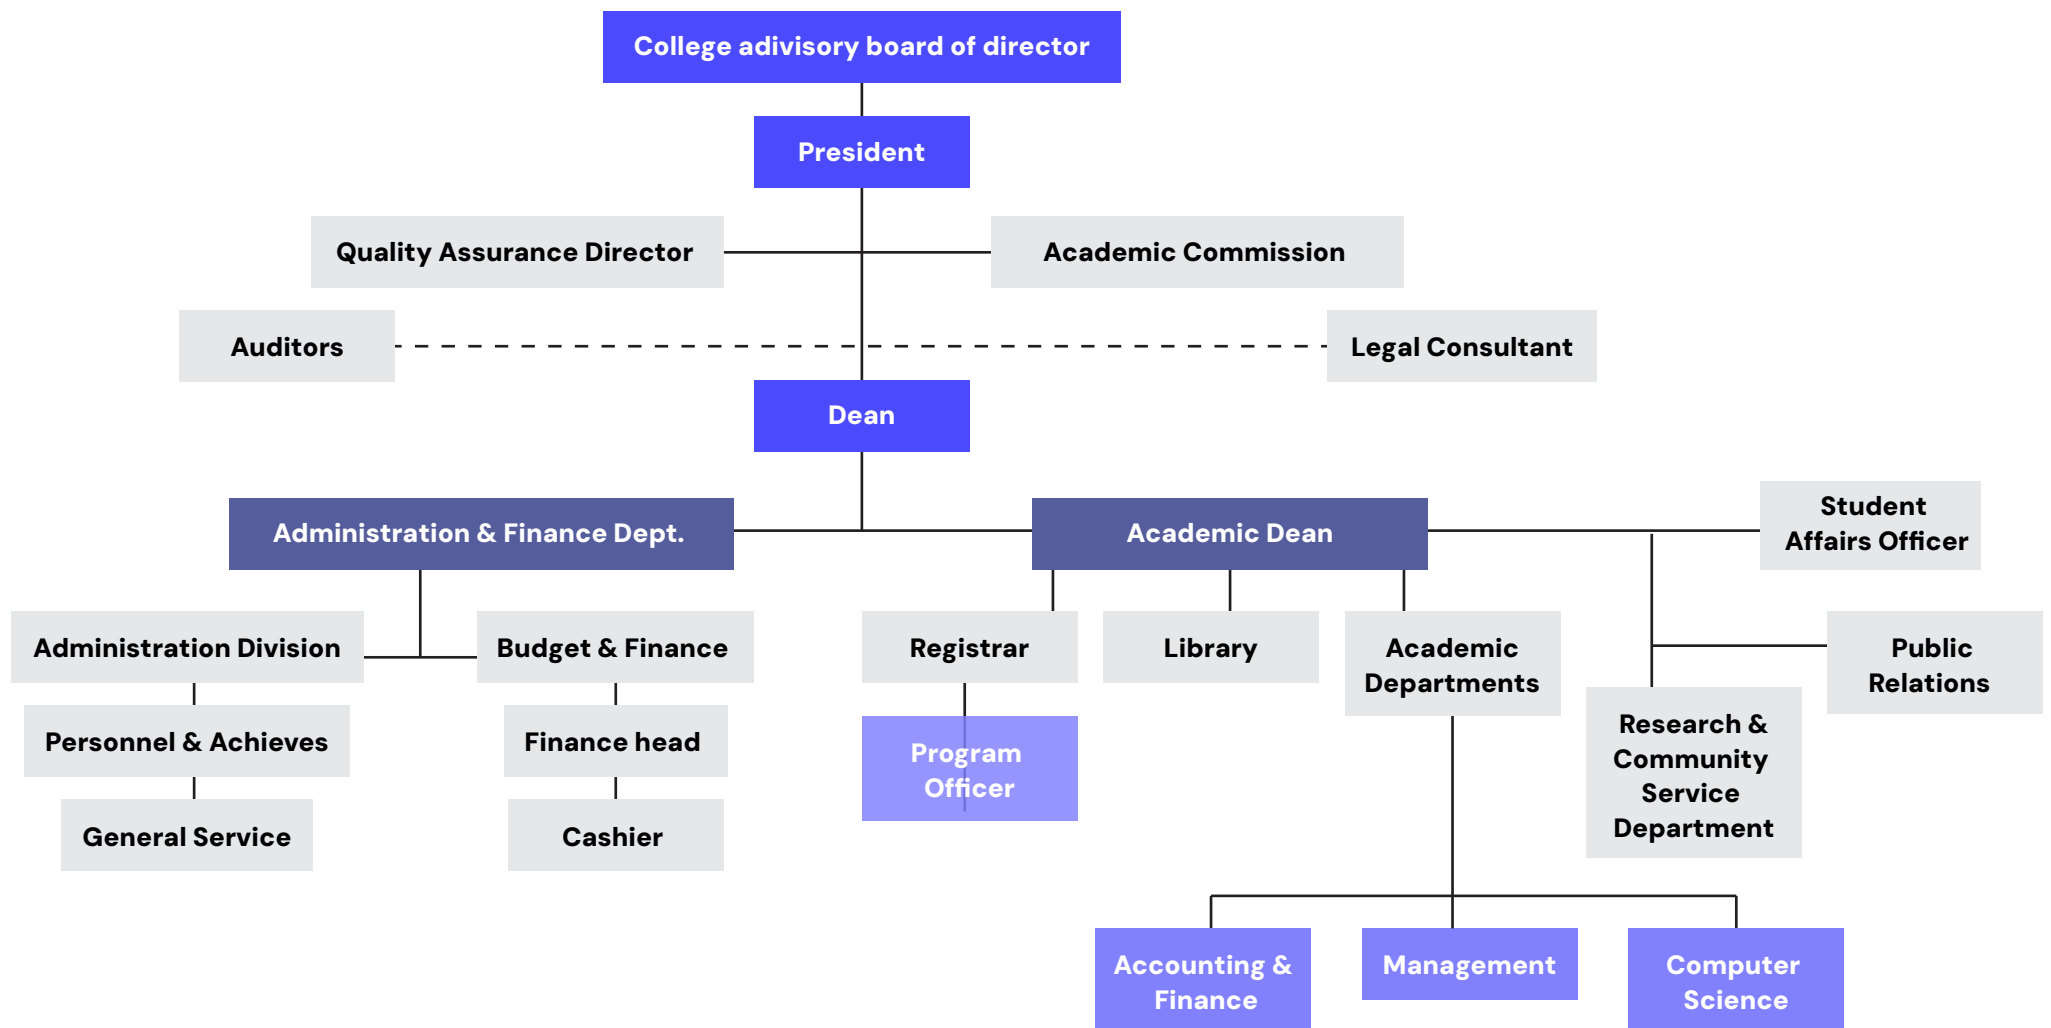 College adivisory board of director
President
Quality Assurance Director
Academic Commission
Auditors
Legal Consultant
Dean
Administration & Finance Dept.
Academic Dean
Student
Affairs Officer
Administration Division
Budget & Finance
Registrar
Library
Academic
Departments
Public
Relations
Personnel & Achieves
Finance head
Program
Officer
Research &
Community
Service
Department
General Service
Cashier
Accounting &
Finance
Management
Computer
Science